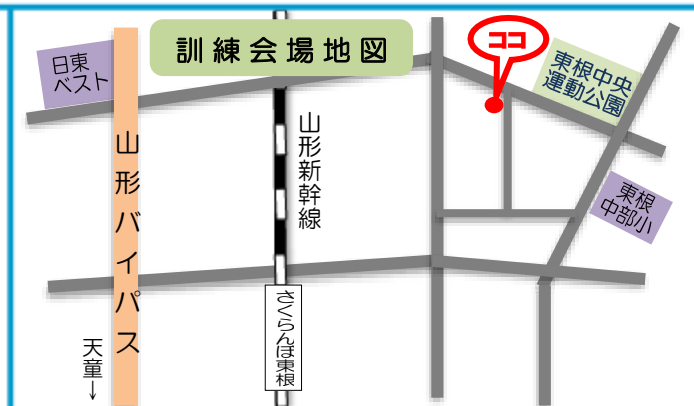 訓練会場地図
ココ
日東
ベスト
東根中央
運動公園
山形バイパス
山形新幹線
東根
中部小
さくらんぼ東根
天童↓